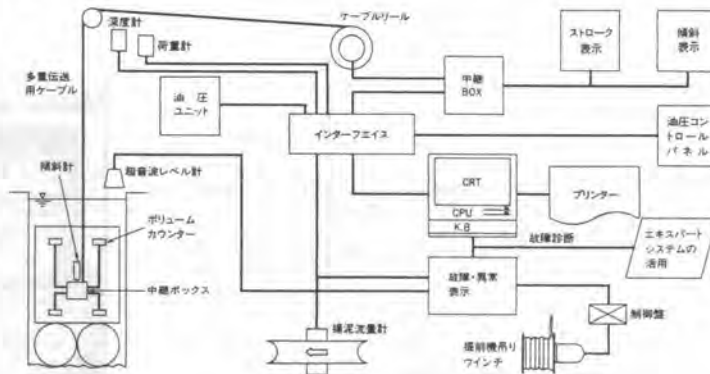 深度計
荷重計
ケーブルリール
ストローク
表示
傾斜
表示
多重伝送
用ケーブル
油圧
ユニット
中継
BOX
インターフェイス
油圧コン
トロール
パネル
傾斜計
超音波レベル計
CRT
CPU
K.B
プリンター
ボリューム
カウンター
故障診断
エキスパート
システムの
活用
中継ボックス
故障・異常
表示
揚泥流量計
制御盤
掘削機吊り
ウインチ